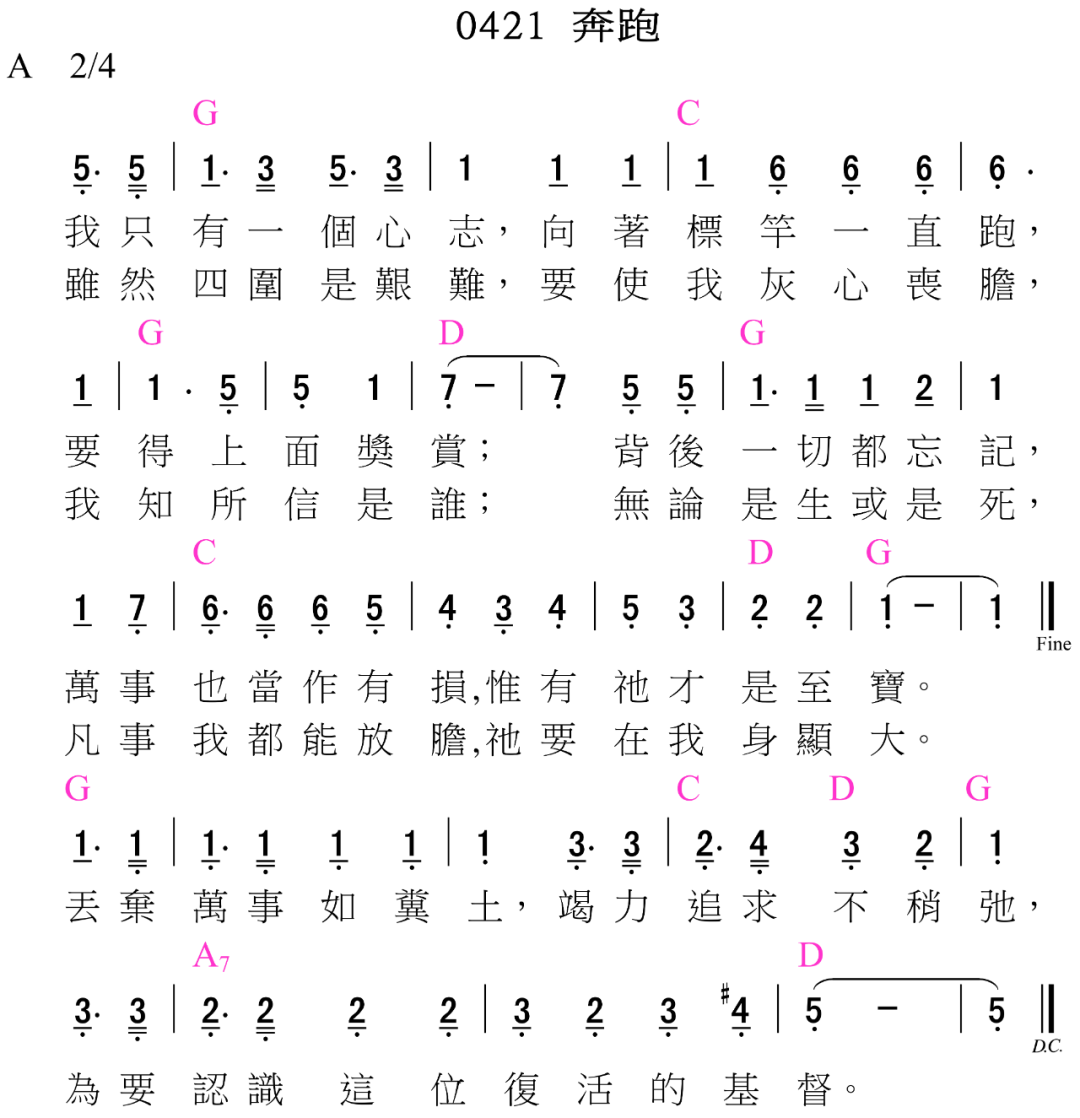 0421 奔跑
A 2/4
G C
5̣. 5̣ | 1. 3 5. 3 | 1 1 1 | 1 6̣ 6̣ 6̣ | 6̣ .
我只有一個心志，向著標竿一直跑，
雖然四圍是艱難，要使我灰心喪膽，
G D G
1 | 1 . 5̣ | 5̣ 1 | 7̣ – | 7̣ 5̣ 5̣ | 1. 1 1 2 | 1
要得上面獎賞；背後一切都忘記，
我知所信是誰；無論是生或是死，
C D G
1 7̣ | 6̣. 6̣ 6̣ 5̣ | 4̣ 3̣ 4̣ | 5̣ 3̣ | 2̣ 2̣ | 1̣ – | 1̣ ‖
Fine
萬事也當作有損,惟有祂才是至寶。
凡事我都能放膽,祂要在我身顯大。
G C D G
1̣. 1̣ | 1̣. 1̣ 1̣ 1̣ | 1̣ 3̣. 3̣ | 2̣. 4̣ 3̣ 2̣ | 1̣
丟棄萬事如糞土，竭力追求不稍弛，
A7 D
3̣. 3̣ | 2̣. 2̣ 2̣ 2̣ | 3̣ 2̣ 3̣ #4̣ | 5̣ – | 5̣ ‖
D.C.
為要認識這位復活的基督。